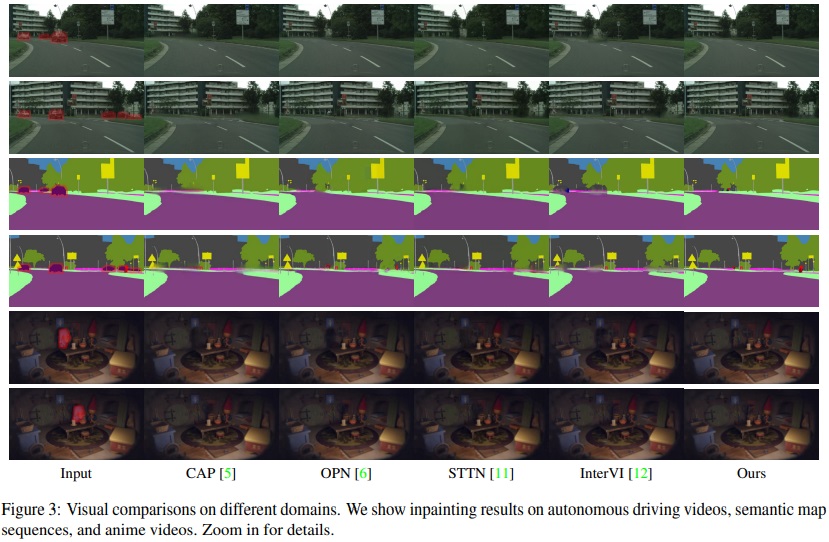 Input CAP [5] OPN [6] STTN [11] InterVI [12] Ours
Figure 3: Visual comparisons on different domains. We show inpainting results on autonomous driving videos, semantic map
sequences, and anime videos. Zoom in for details.